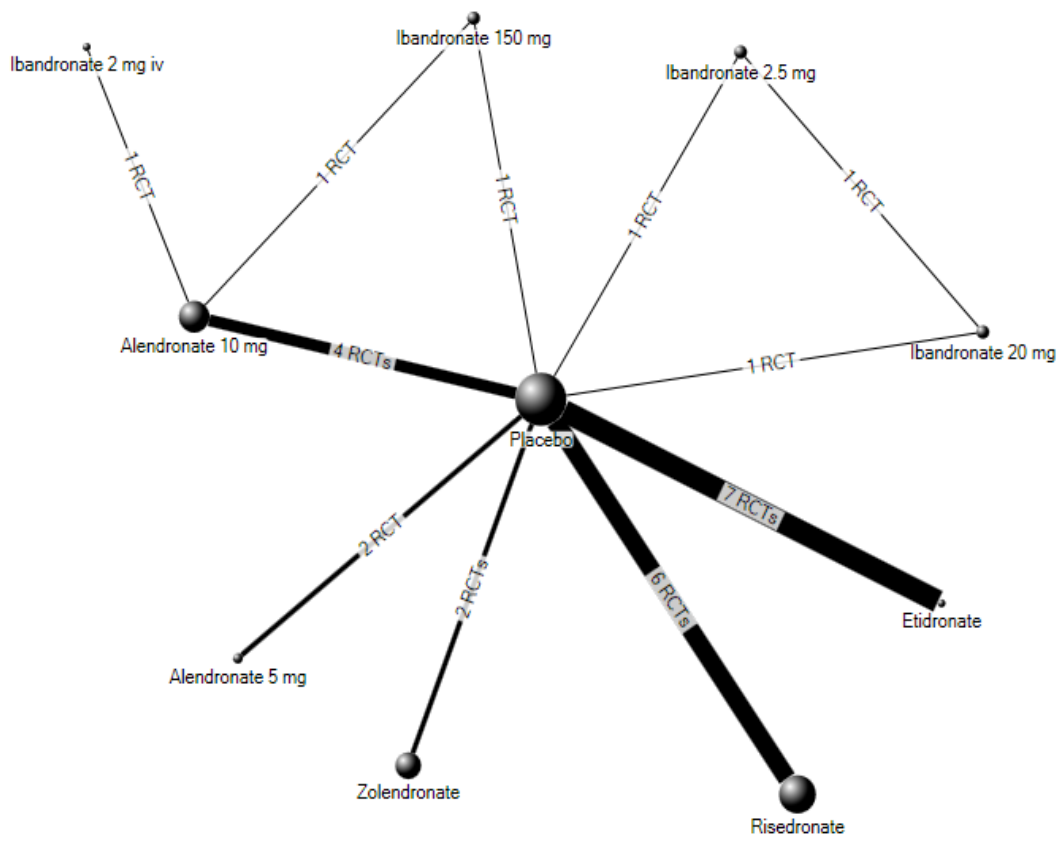 Ibandronate 150 mg
Ibandronate 2 mg iv
Ibandronate 2.5 mg
1 RCT
1 RCT
1 RCT
1 RCT
1 RCT
Alendronate 10 mg
4 RCTs
1 RCT
Ibandronate 20 mg
Placebo
7 RCTs
2 RCT
2 RCTs
6 RCTs
Etidronate
Alendronate 5 mg
Zolendronate
Risedronate